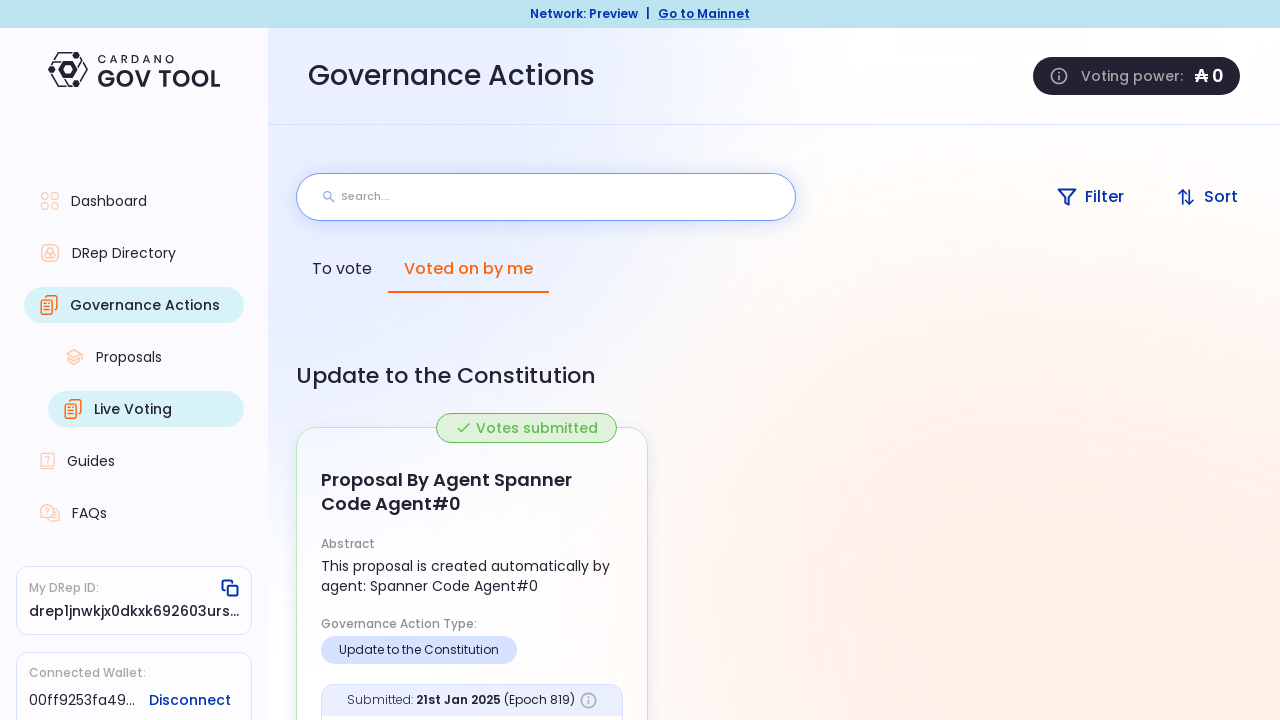 Network: Preview | Go to Mainnet
CARDANO
GOV TOOL
Governance Actions
Voting power: ₳ 0
Dashboard
DRep Directory
Governance Actions
Proposals
Live Voting
Guides
FAQs
My DRep ID:
drep1jnwkjx0dkxk692603urs...
Connected Wallet:
00ff9253fa49... Disconnect
Search...
Filter
Sort
To vote
Voted on by me
Update to the Constitution
Votes submitted
Proposal By Agent Spanner
Code Agent#0
Abstract
This proposal is created automatically by
agent: Spanner Code Agent#0
Governance Action Type:
Update to the Constitution
Submitted: 21st Jan 2025 (Epoch 819)